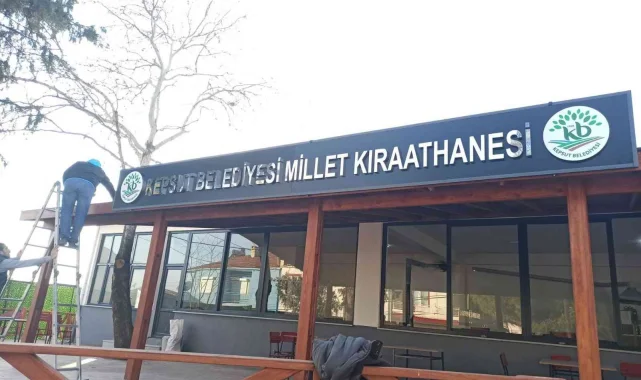 KEPSUT BELEDİYESİ MİLLET KIRAATHANESİ
kb
KEPSUT BELEDİYESİ